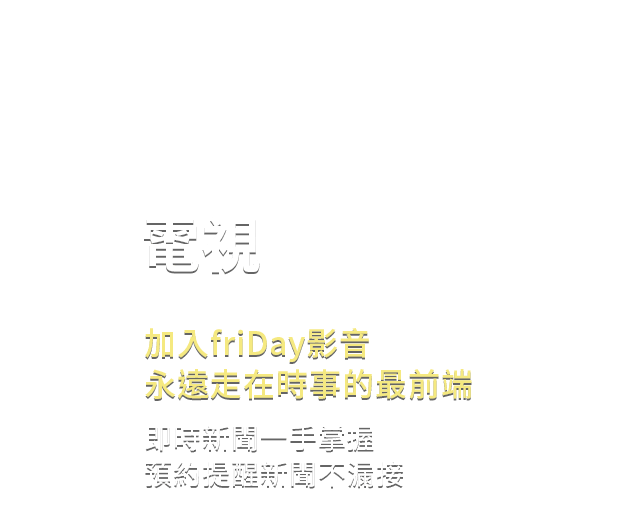 電視
加入friDay影音
永遠走在時事的最前端
即時新聞一手掌握
預約提醒新聞不漏接